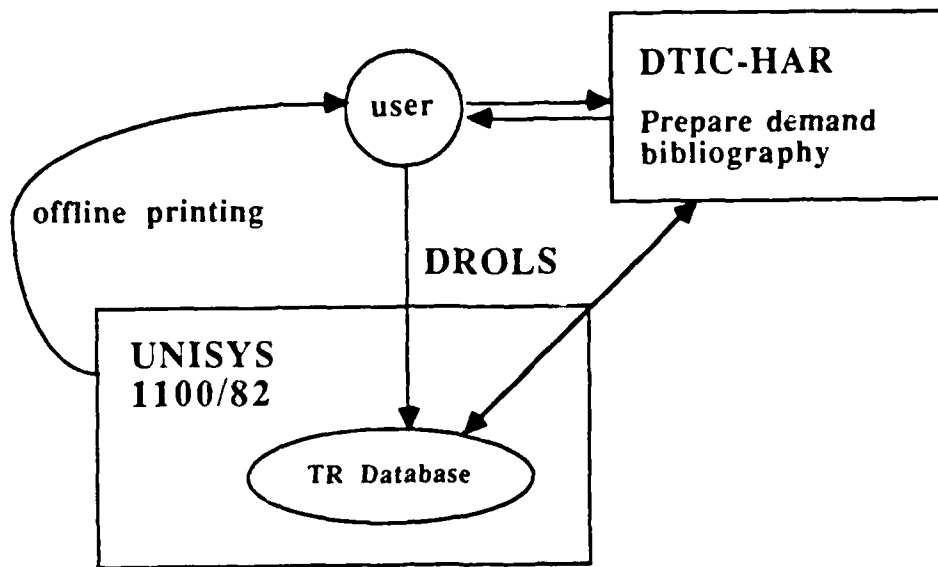 user
DTIC-HAR
Prepare demand
bibliography
offline printing
DROLS
UNISYS
1100/82
TR Database